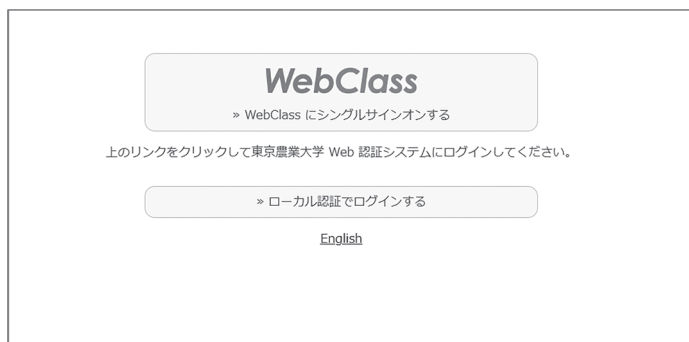 WebClass
» WebClass にシングルサインオンする
上のリンクをクリックして東京農業大学 Web 認証システムにログインしてください。
» ローカル認証でログインする
English